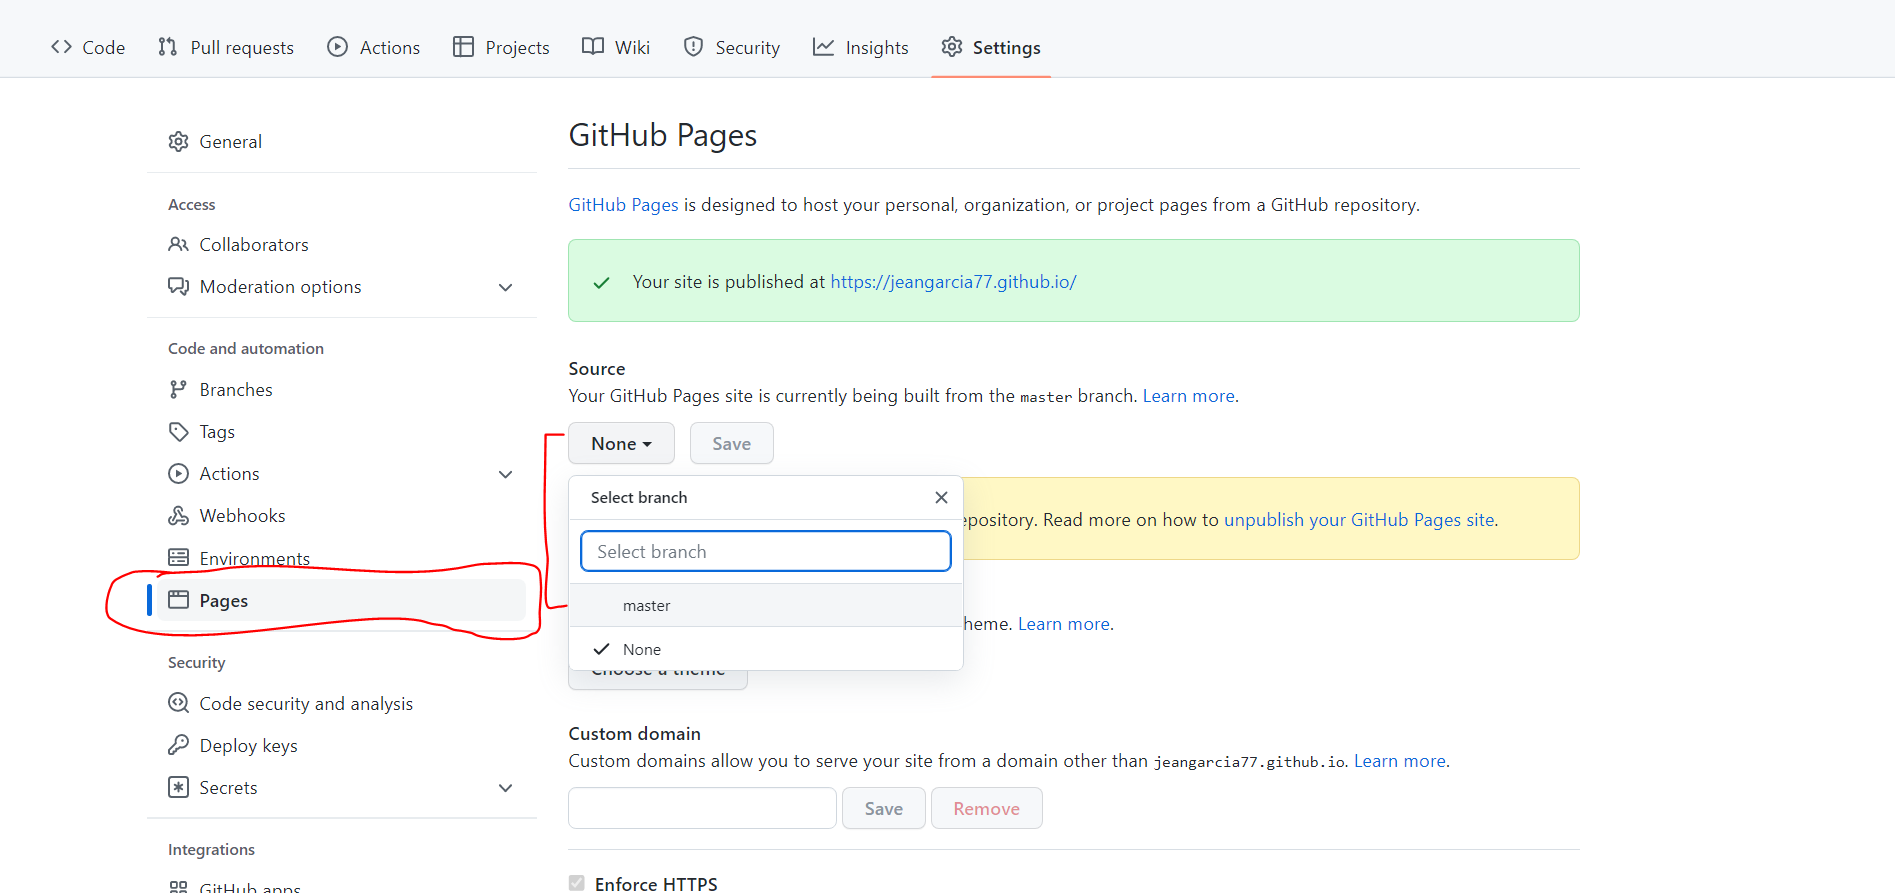 Code Pull requests Actions Projects Wiki Security Insights Settings
General
Access
Collaborators
Moderation options
Code and automation
Branches
Tags
Actions
Webhooks
Environments
Pages
Security
Code security and analysis
Deploy keys
Secrets
Integrations
GitHub apps
GitHub Pages
GitHub Pages is designed to host your personal, organization, or project pages from a GitHub repository.
Your site is published at https://jeangarcia77.github.io/
Source
Your GitHub Pages site is currently being built from the master branch. Learn more.
None Save
Select branch
Select branch
master
None
epository. Read more on how to unpublish your GitHub Pages site.
heme. Learn more.
Choose a theme
Custom domain
Custom domains allow you to serve your site from a domain other than jeangarcia77.github.io. Learn more.
Save Remove
Enforce HTTPS